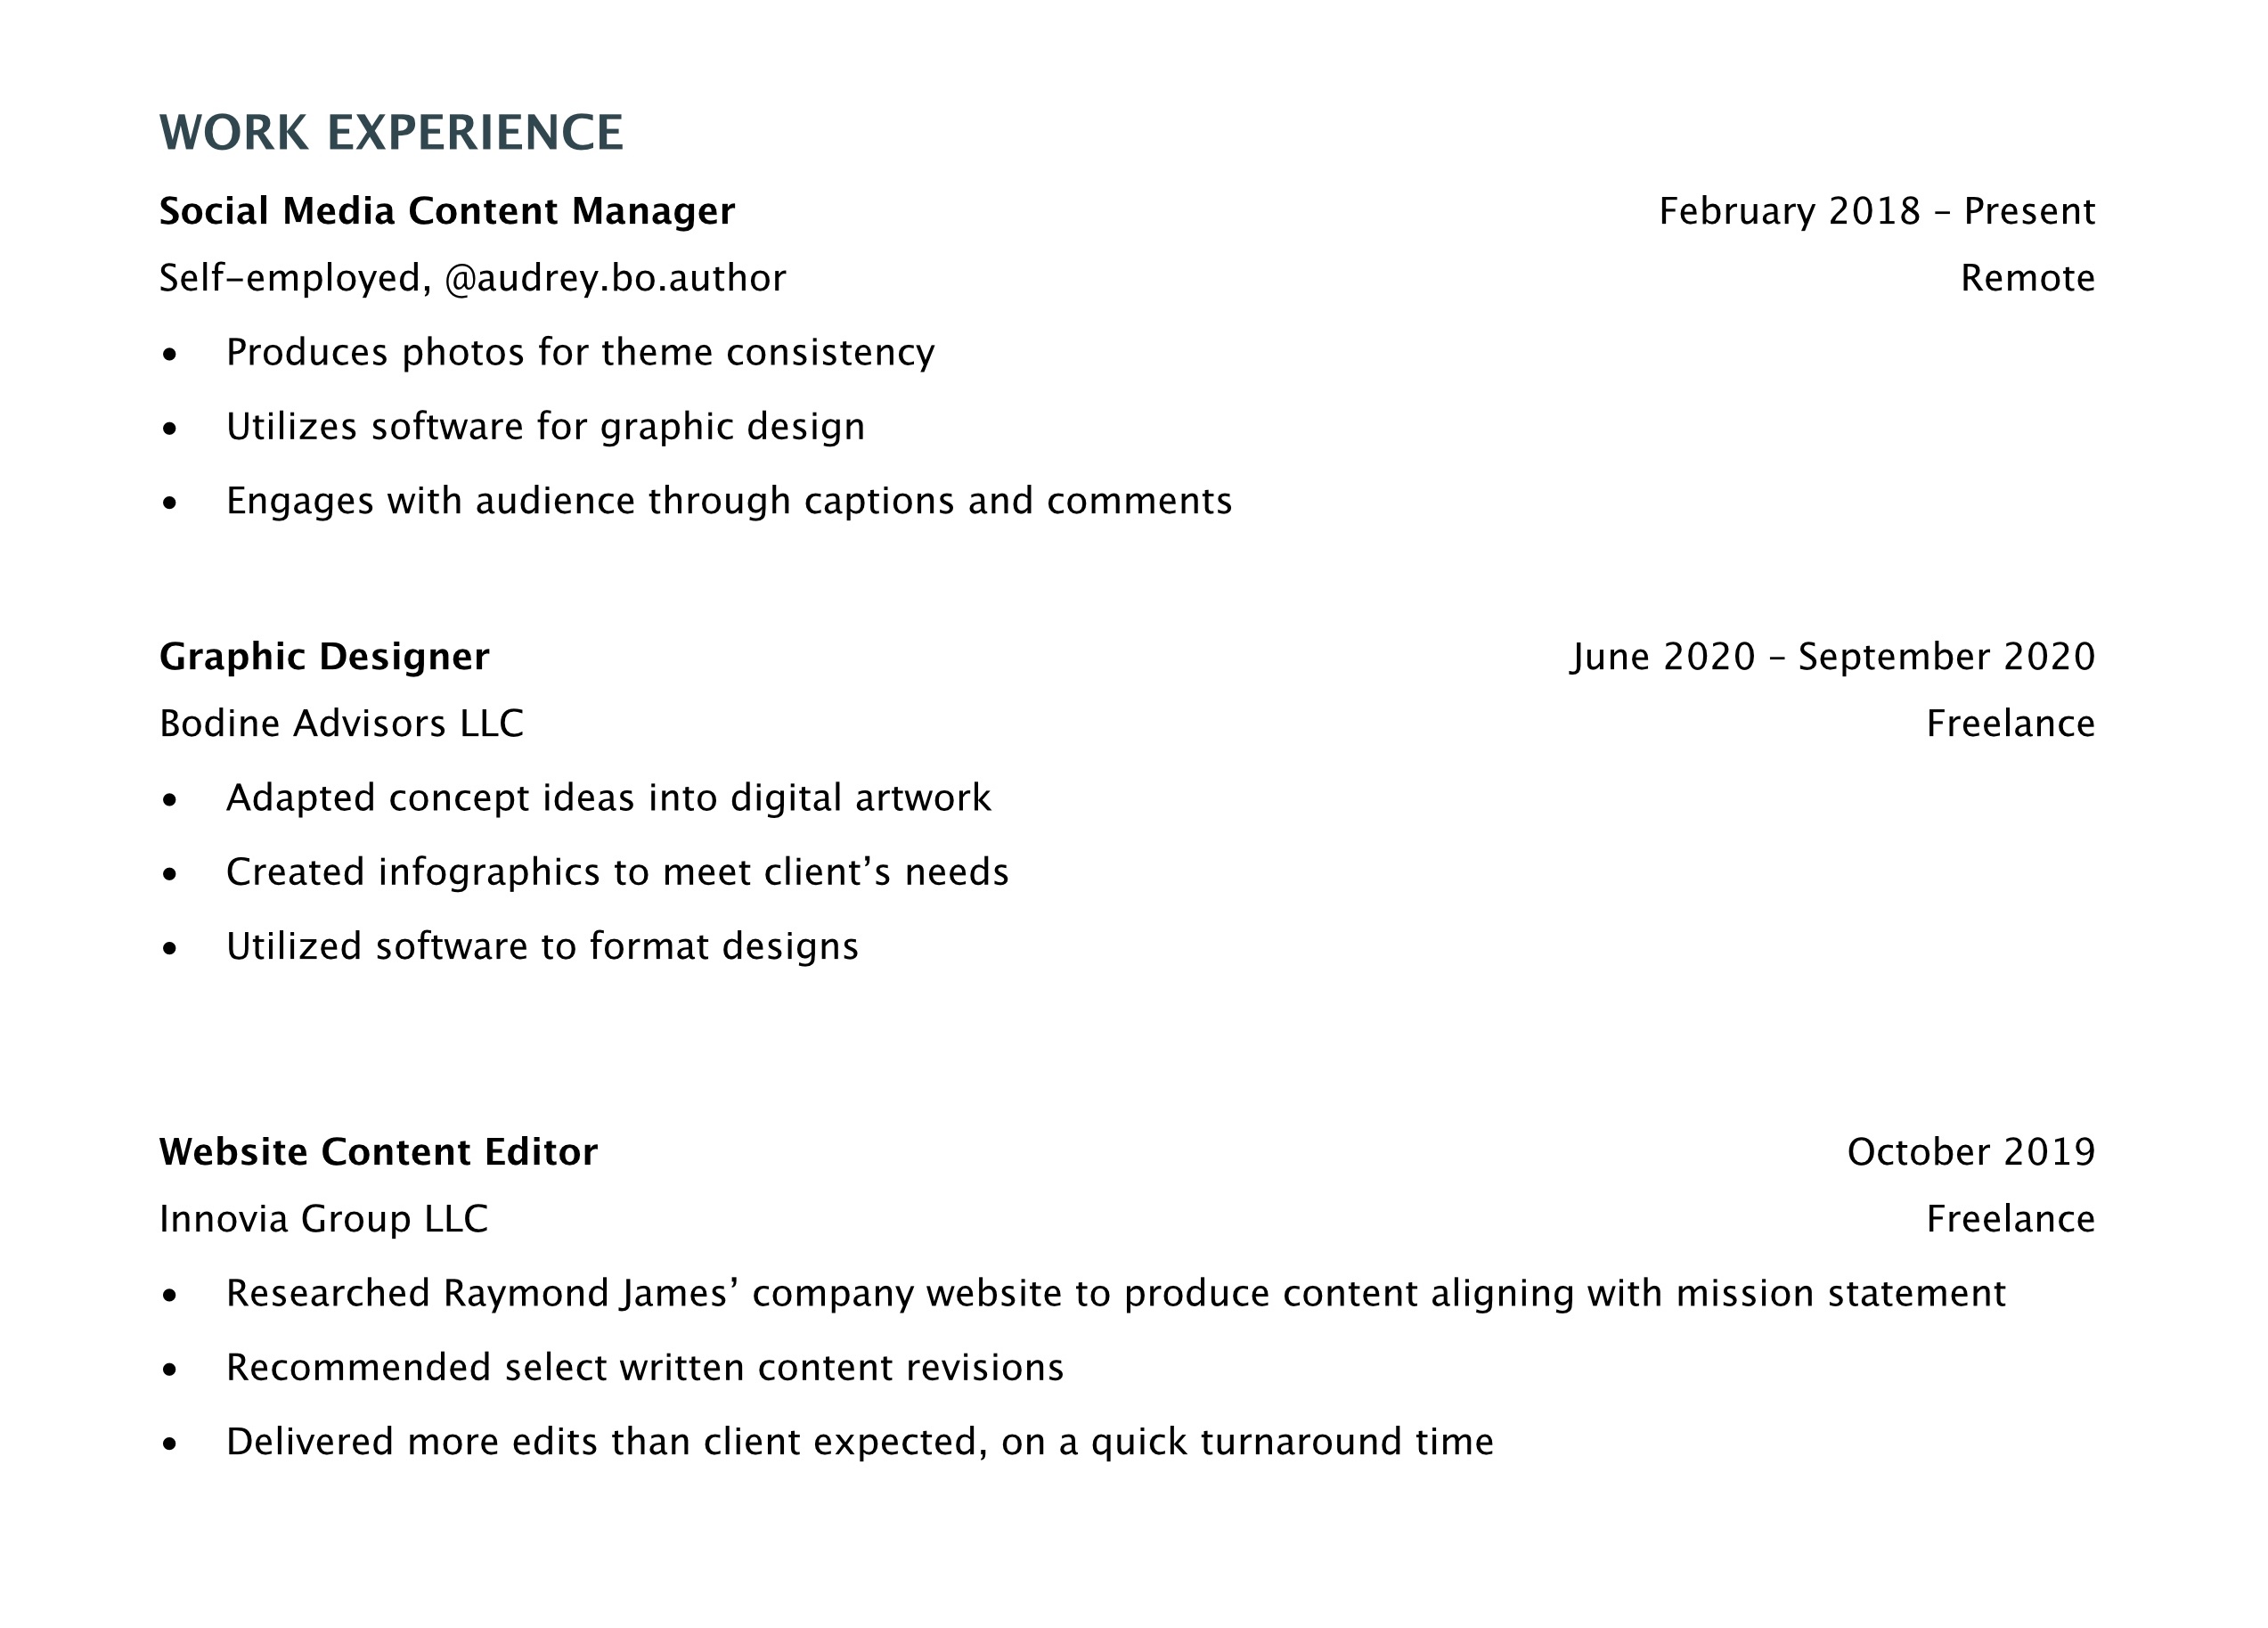 WORK EXPERIENCE
Social Media Content Manager February 2018 – Present
Self-employed, @audrey.bo.author Remote
• Produces photos for theme consistency
• Utilizes software for graphic design
• Engages with audience through captions and comments
Graphic Designer June 2020 – September 2020
Bodine Advisors LLC Freelance
• Adapted concept ideas into digital artwork
• Created infographics to meet client’s needs
• Utilized software to format designs
Website Content Editor October 2019
Innovia Group LLC Freelance
• Researched Raymond James’ company website to produce content aligning with mission statement
• Recommended select written content revisions
• Delivered more edits than client expected, on a quick turnaround time